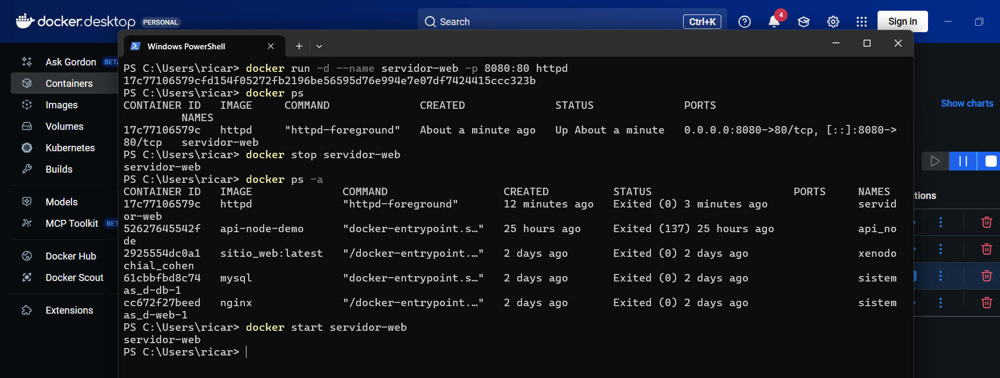 docker.desktop PERSONAL
Search
Ctrl+K
4
Sign in
Windows PowerShell
Ask Gordon BETA
Containers
Images
Volumes
Kubernetes
Builds
Models
MCP Toolkit BET
Docker Hub
Docker Scout
Extensions
PS C:\Users\ricar> docker run -d --name servidor-web -p 8080:80 httpd
17c77106579cfd154f05272fb2196be56595d76e994e7e07df7424415ccc323b
PS C:\Users\ricar> docker ps
CONTAINER ID   IMAGE     COMMAND              CREATED              STATUS              PORTS
         NAMES
17c77106579c   httpd     "httpd-foreground"   About a minute ago   Up About a minute   0.0.0.0:8080->80/tcp, [::]:8080->
80/tcp   servidor-web
PS C:\Users\ricar> docker stop servidor-web
servidor-web
PS C:\Users\ricar> docker ps -a
CONTAINER ID   IMAGE              COMMAND                  CREATED          STATUS                      PORTS     NAMES
17c77106579c   httpd              "httpd-foreground"       12 minutes ago   Exited (0) 3 minutes ago              servid
or-web
52627645542f   api-node-demo      "docker-entrypoint.s…"   25 hours ago     Exited (137) 25 hours ago             api_no
de
2925554dc0a1   sitio_web:latest   "/docker-entrypoint.…"   2 days ago       Exited (0) 2 days ago                 xenodo
chial_cohen
61cbbfbd8c74   mysql              "docker-entrypoint.s…"   2 days ago       Exited (0) 2 days ago                 sistem
as_d-db-1
cc672f27beed   nginx              "/docker-entrypoint.…"   2 days ago       Exited (0) 2 days ago                 sistem
as_d-web-1
PS C:\Users\ricar> docker start servidor-web
servidor-web
PS C:\Users\ricar>
Show charts
tions